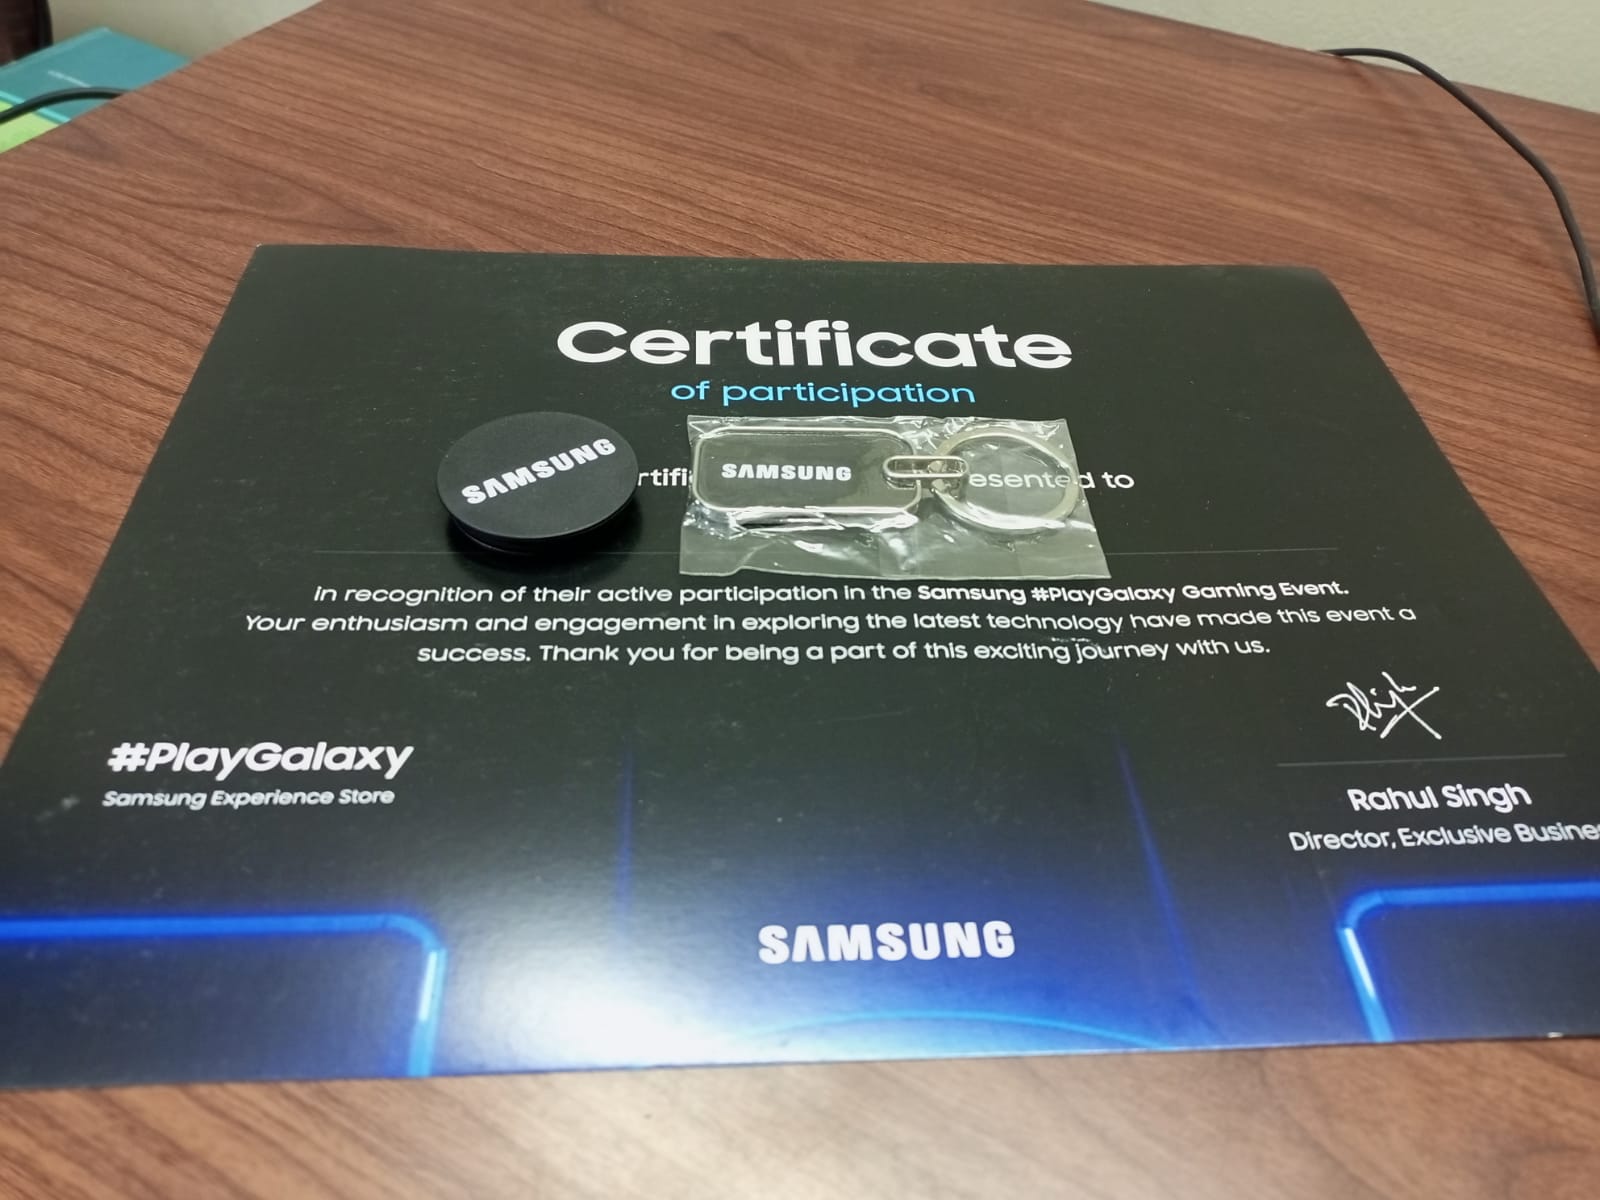 Certificate
of participation
SAMSUNG
SAMSUNG
to
in recognition of their active participation in the Samsung #PlayGalaxy Gaming Event.
Your enthusiasm and engagement in exploring the latest technology have made this event a
success. Thank you for being a part of this exciting journey with us.
#PlayGalaxy
Samsung Experience Store
Rahul Singh
Director, Exclusive
SAMSUNG